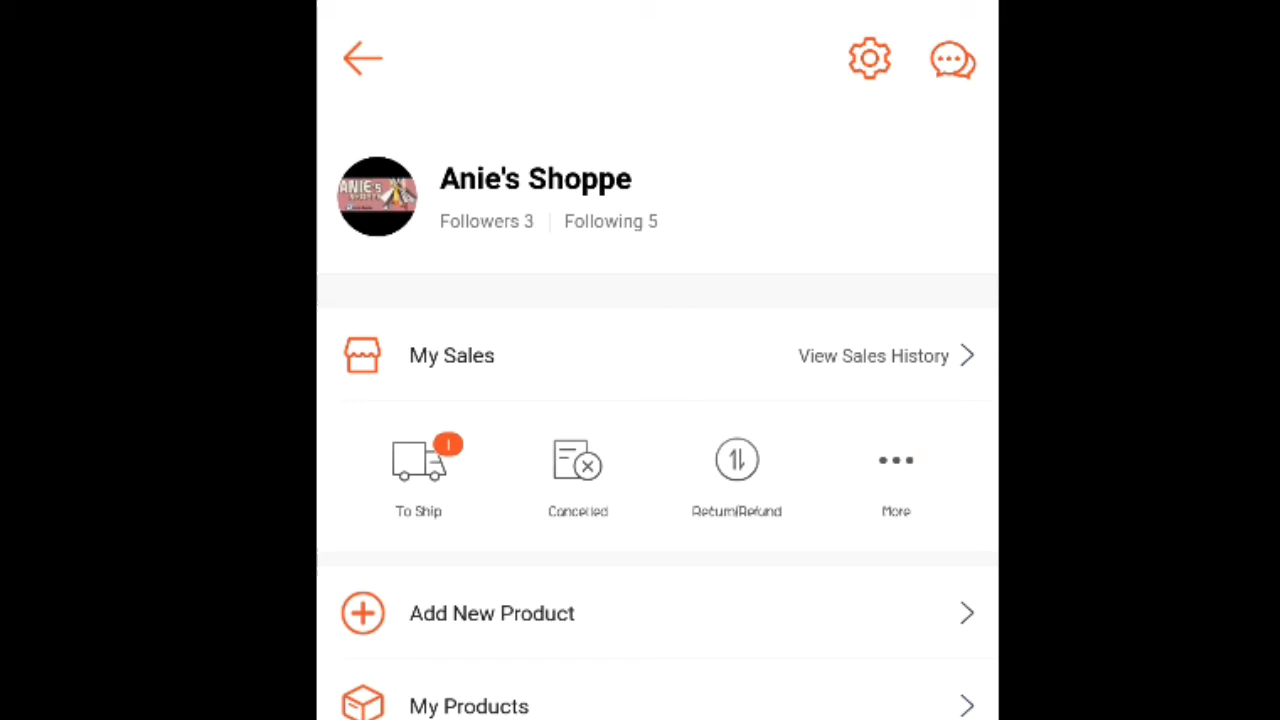 ANIE's
Anie's Shoppe
Followers 3 Following 5
My Sales View Sales History
1
To Ship Cancelled Return/Refund More
Add New Product
My Products